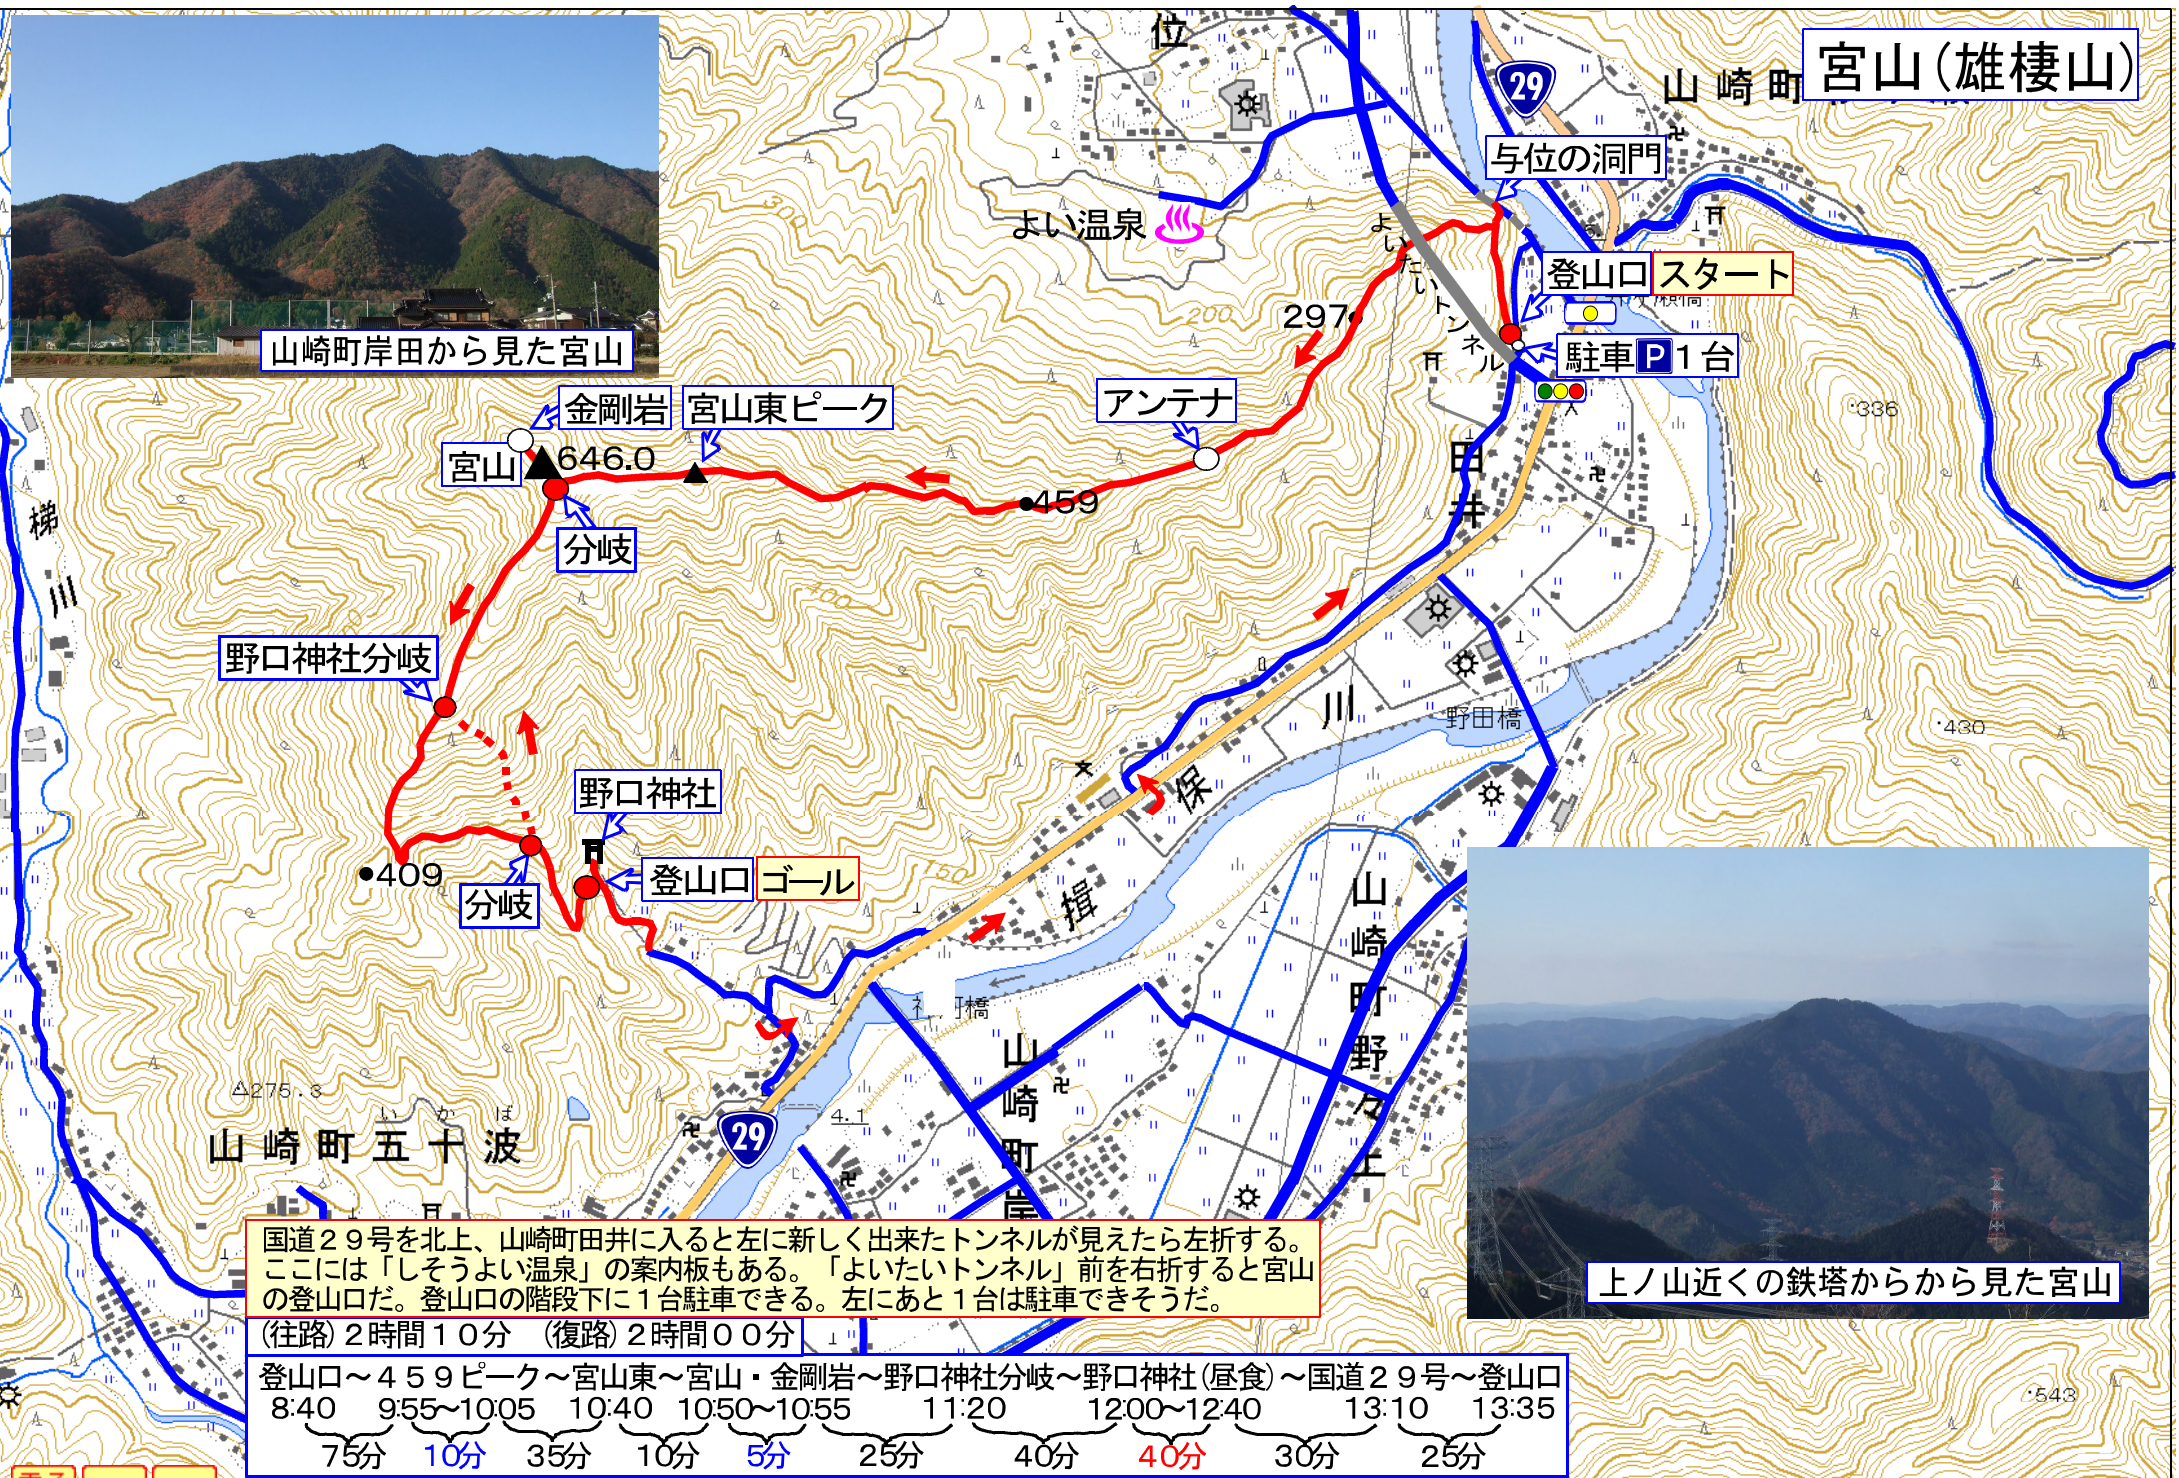 位
宮山(雄棲山)
29
山崎町
与位の洞門
よい温泉
よいたいトンネル
登山口 スタート
300
200
297
駐車 P 1台
山崎町岸田から見た宮山
金剛岩
宮山東ピーク
アンテナ
336
宮山
646.0
459
田井
分岐
梯川
400
野口神社分岐
川
野田橋
430
野口神社
保
409
登山口 ゴール
150
分岐
揖
山崎町野々上
橋
275.3
いかば
山崎町五十波
29
4.1
山崎町岸
国道29号を北上、山崎町田井に入ると左に新しく出来たトンネルが見えたら左折する。
ここには「しそうよい温泉」の案内板もある。「よいたいトンネル」前を右折すると宮山
の登山口だ。登山口の階段下に1台駐車できる。左にあと1台は駐車できそうだ。
上ノ山近くの鉄塔からから見た宮山
(往路)2時間10分 (復路)2時間00分
登山口～459ピーク～宮山東～宮山・金剛岩～野口神社分岐～野口神社(昼食)～国道29号～登山口
8:40 9:55～10:05 10:40 10:50～10:55 11:20 12:00～12:40 13:10 13:35
75分 10分 35分 10分 5分 25分 40分 40分 30分 25分
543